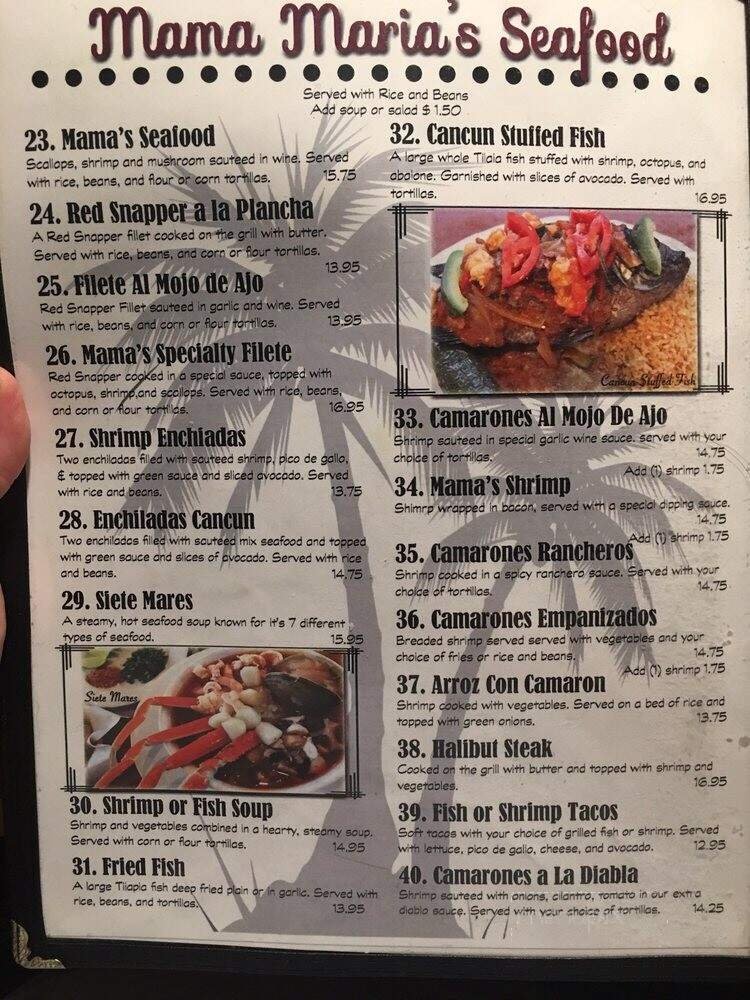 Mama Maria's Seafood
Served with Rice and Beans
Add soup or salad $ 1.50
23. Mama's Seafood
Scallops, shrimp and mushroom sauteed in wine. Served
with rice, beans, and flour or corn tortillas. 15.75
24. Red Snapper a la Plancha
A Red Snapper fillet cooked on the grill with butter.
Served with rice, beans, and corn or flour tortillas.
13.95
25. Filete Al Mojo de Ajo
Red Snapper Fillet sauteed in garlic and wine. Served
with rice, beans, and corn or flour tortillas. 13.95
26. Mama's Specialty Filete
Red Snapper cooked in a special sauce, topped with
octopus, shrimp,and scallops. Served with rice, beans,
and corn or flour tortillas. 16.95
27. Shrimp Enchiadas
Two enchiladas filled with sauteed shrimp, pico de gallo,
& topped with green sauce and sliced avocado. Served
with rice and beans. 13.75
28. Enchiladas Cancun
Two enchiladas filled with sauteed mix seafood and topped
with green sauce and slices of avocado. Served with rice
and beans. 14.75
29. Siete Mares
A steamy, hot seafood soup known for it's 7 different
types of seafood. 15.95
Siete Mares
30. Shrimp or Fish Soup
Shrimp and vegetables combined in a hearty, steamy soup.
Served with corn or flour tortillas. 14.95
31. Fried Fish
A large Tilapia fish deep fried plain or in garlic. Served with
rice, beans, and tortillas. 13.95
32. Cancun Stuffed Fish
A large whole Tilaia fish stuffed with shrimp, octopus, and
abalone. Garnished with slices of avocado. Served with
tortillas. 16.95
Cancun Stuffed Fish
33. Camarones Al Mojo De Ajo
Shrimp sauteed in special garlic wine sauce. served with your
choice of tortillas. 14.75
Add (1) shrimp 1.75
34. Mama's Shrimp
Shimrp wrapped in bacon, served with a special dipping sauce.
14.75
Add (1) shrimp 1.75
35. Camarones Rancheros
Shrimp cooked in a spicy ranchero sauce. Served with your
choice of tortillas. 14.75
36. Camarones Empanizados
Breaded shrimp served served with vegetables and your
choice of fries or rice and beans. 14.75
Add (1) shrimp 1.75
37. Arroz Con Camaron
Shrimp cooked with vegetables. Served on a bed of rice and
topped with green onions. 13.75
38. Halibut Steak
Cooked on the grill with butter and topped with shrimp and
vegetables. 16.95
39. Fish or Shrimp Tacos
Soft tacos with your choice of grilled fish or shrimp. Served
with lettuce, pico de gallo, cheese, and avocado. 12.95
40. Camarones a La Diabla
Shrimp sauteed with onions, cilantro, tomato in our extra
diablo sauce. Served with your choice of tortillas. 14.25